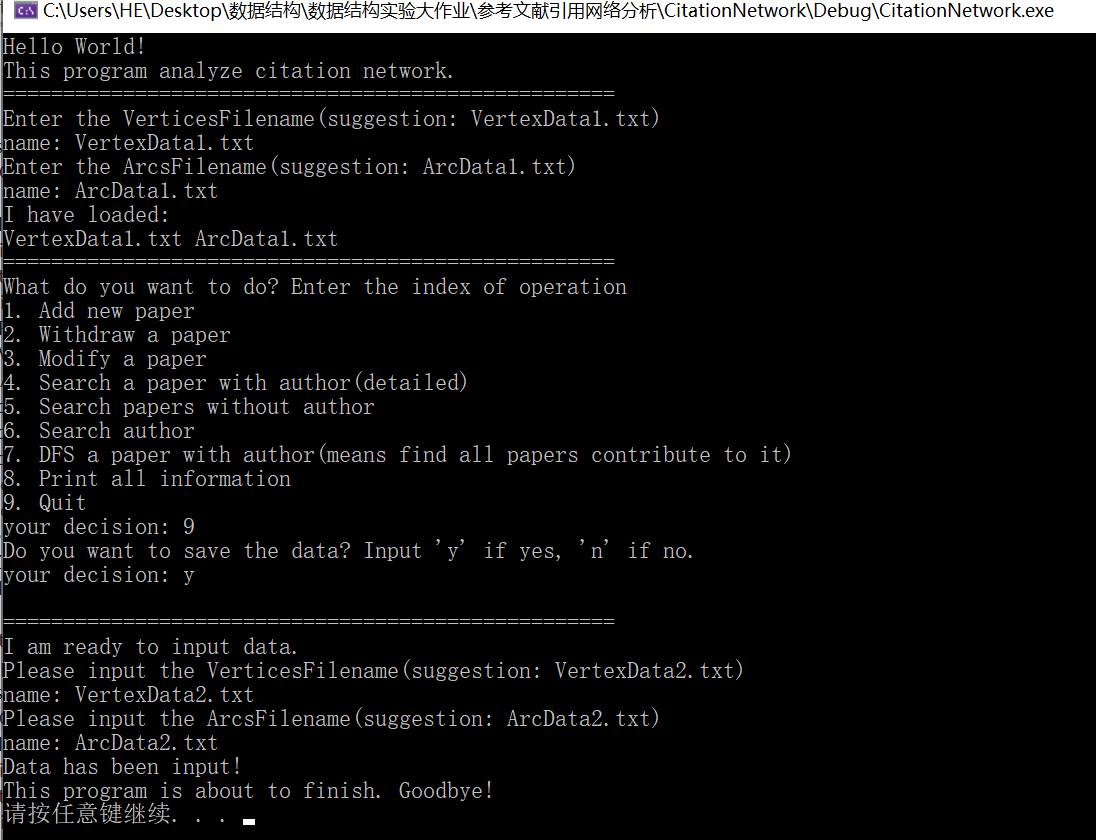 C:\Users\HE\Desktop\数据结构\数据结构实验大作业\参考文献引用网络分析\CitationNetwork\Debug\CitationNetwork.exe
Hello World!
This program analyze citation network.
===================================================
Enter the VerticesFilename(suggestion: VertexData1.txt)
name: VertexData1.txt
Enter the ArcsFilename(suggestion: ArcData1.txt)
name: ArcData1.txt
I have loaded:
VertexData1.txt ArcData1.txt
===================================================
What do you want to do? Enter the index of operation
1. Add new paper
2. Withdraw a paper
3. Modify a paper
4. Search a paper with author(detailed)
5. Search papers without author
6. Search author
7. DFS a paper with author(means find all papers contribute to it)
8. Print all information
9. Quit
your decision: 9
Do you want to save the data? Input 'y' if yes, 'n' if no.
your decision: y
===================================================
I am ready to input data.
Please input the VerticesFilename(suggestion: VertexData2.txt)
name: VertexData2.txt
Please input the ArcsFilename(suggestion: ArcData2.txt)
name: ArcData2.txt
Data has been input!
This program is about to finish. Goodbye!
请按任意键继续. . .